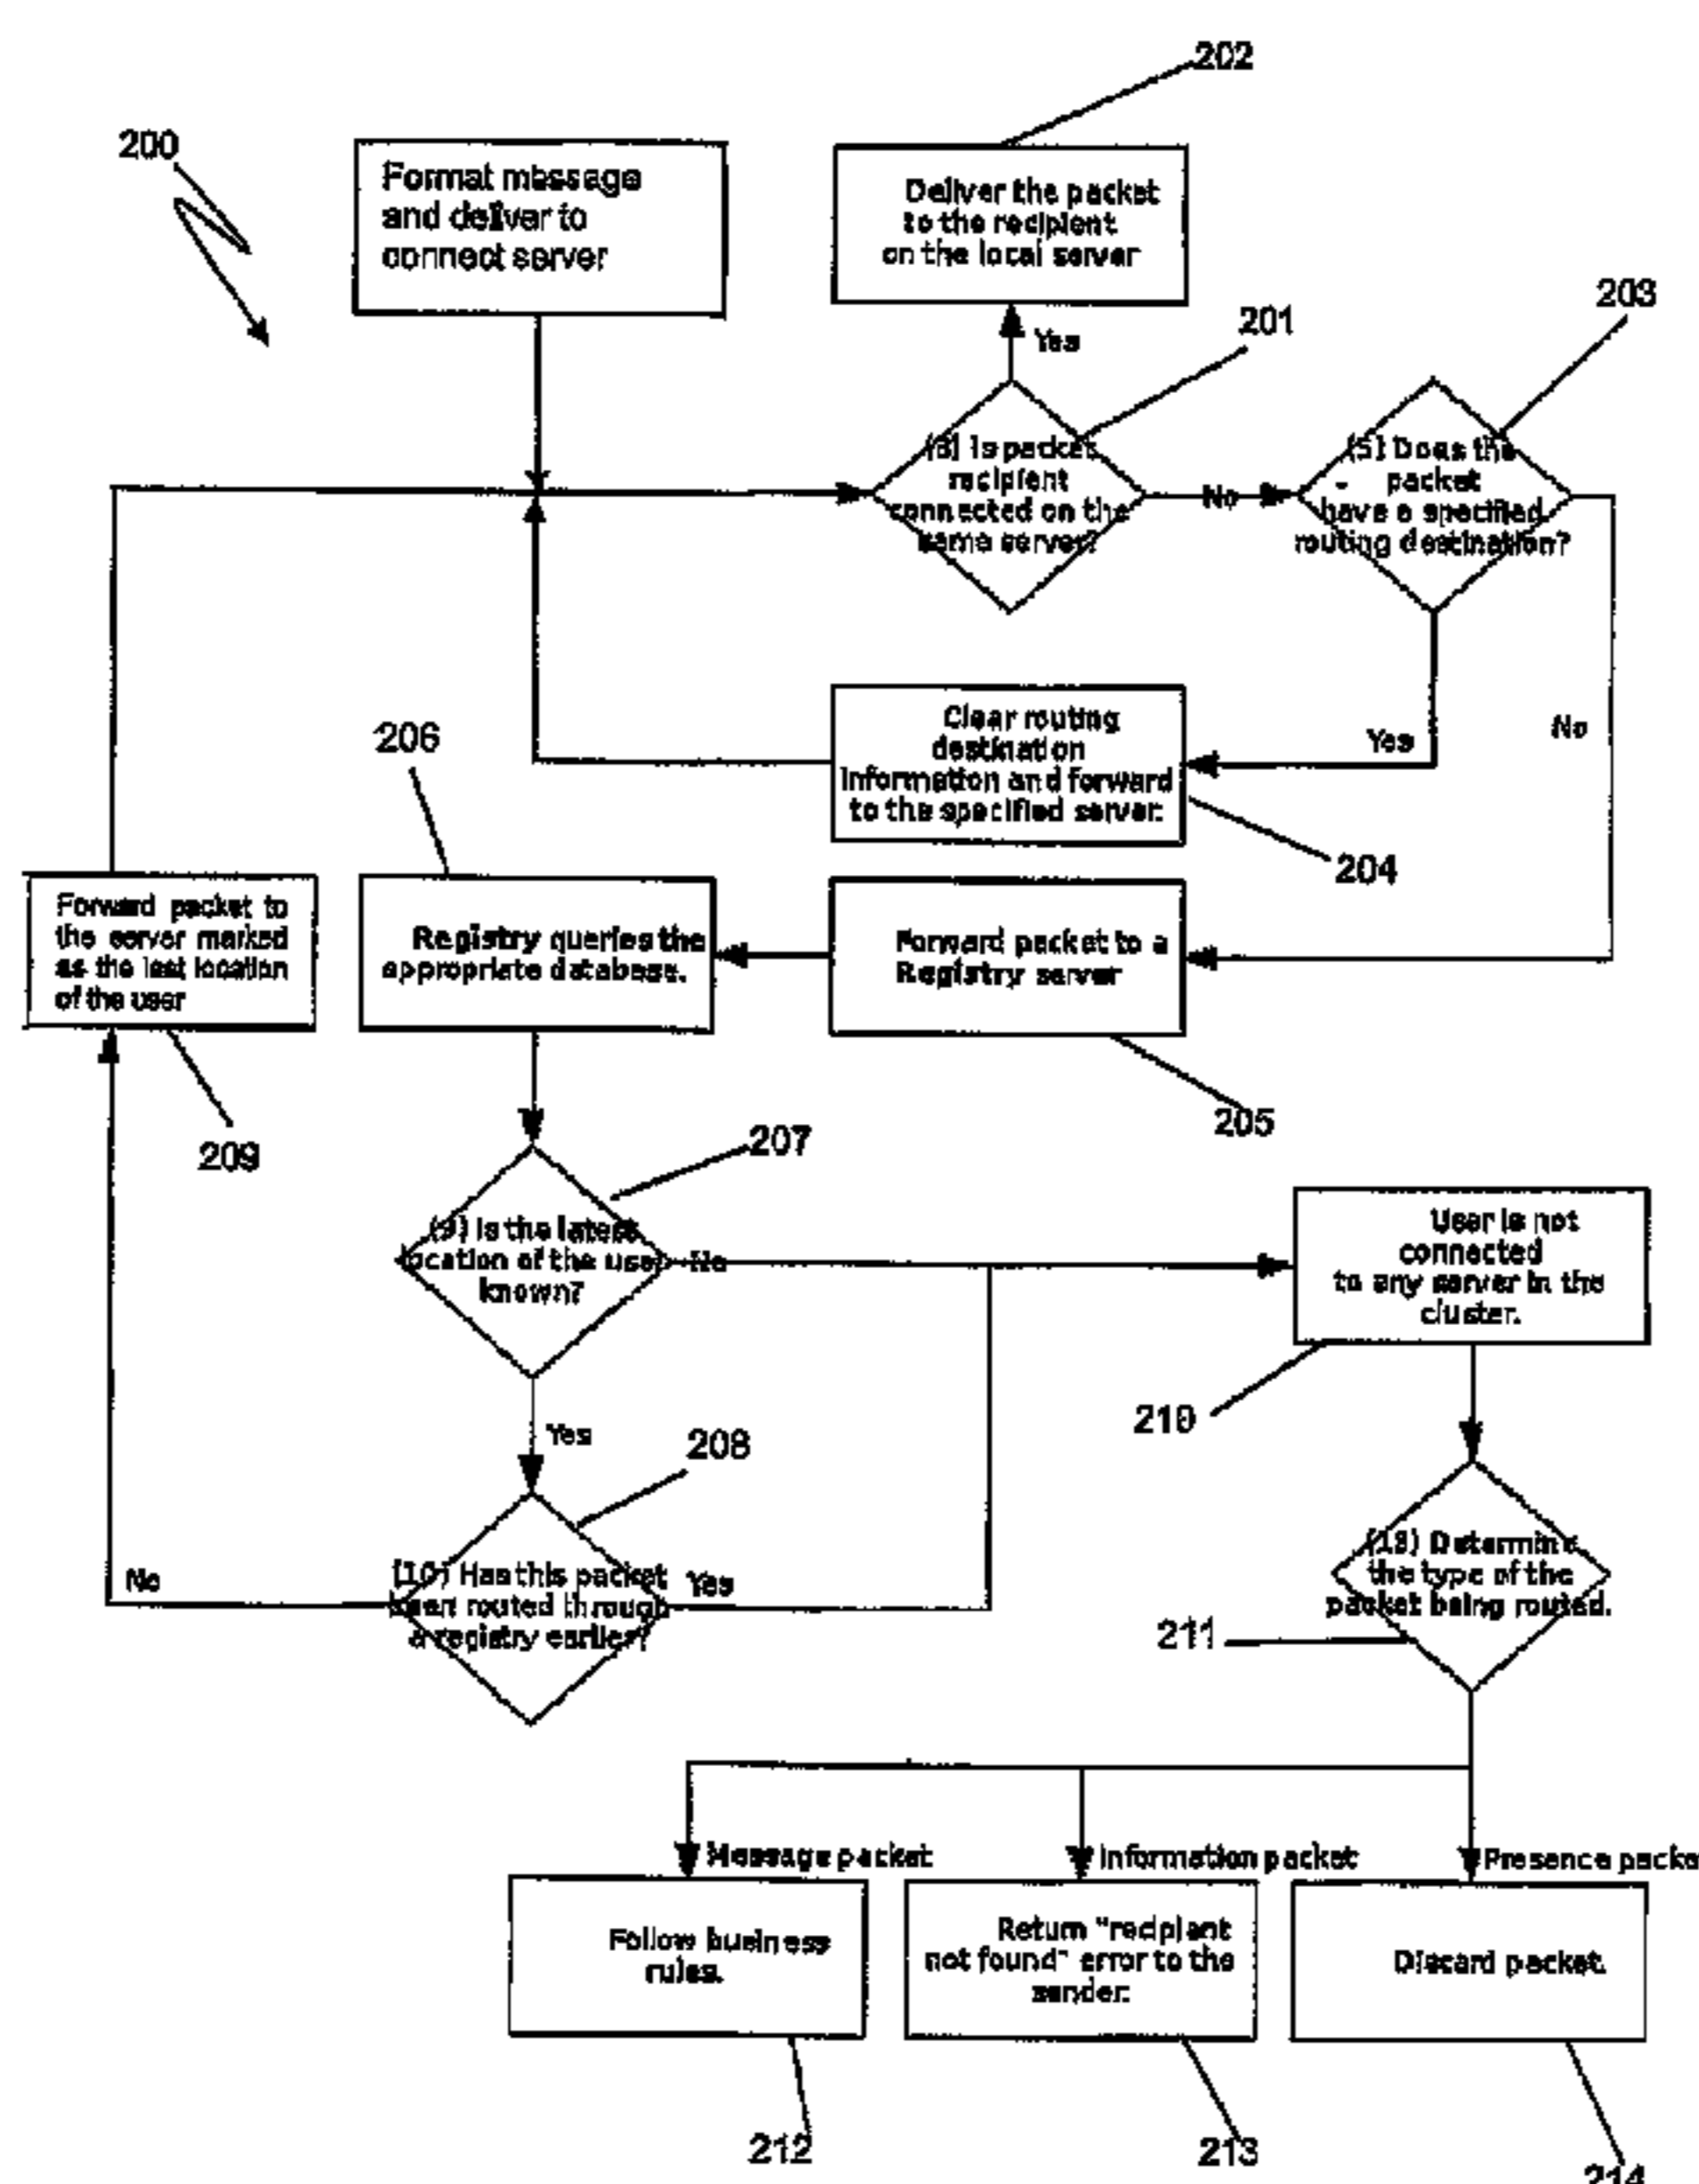 202
200
Format message
and deliver to
connect server
Deliver the packet
to the recipient
on the local server
203
201
Yes
(8) Is packet
recipient
connected on the
same server?
No
(5) Does the
packet
have a specified
routing destination?
Clear routing
destination
information and forward
to the specified server.
Yes
No
206
204
Forward packet to
the server marked
as the last location
of the user
Registry queries the
appropriate database.
Forward packet to a
Registry server
205
207
209
(9) Is the latest
location of the user
known?
No
User is not
connected
to any server in the
cluster.
210
Yes
208
(10) Has this packet
been routed through
a registry earlier?
No
Yes
(13) Determine
the type of the
packet being routed.
211
Message packet
Information packet
Presence packe
Follow business
rules.
Return "recipient
not found" error to the
sender.
Discard packet.
212
213
214